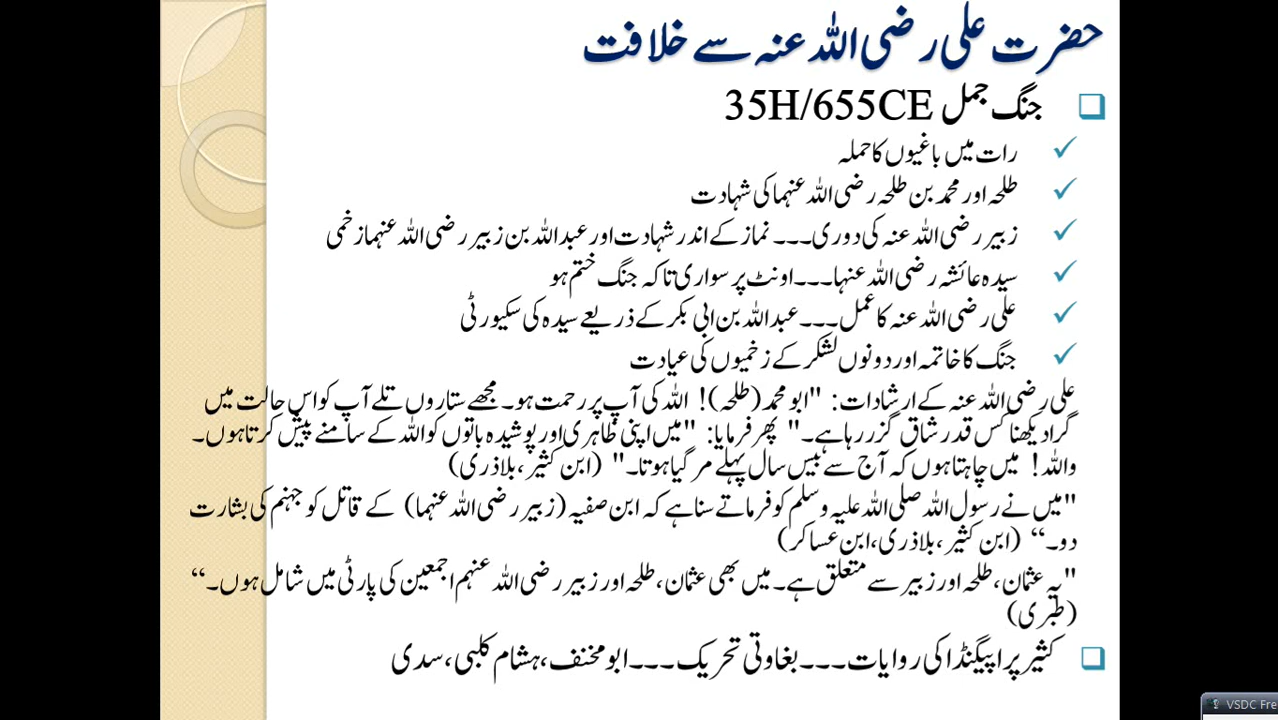 حضرت علی رضی اللہ عنہ سے خلافت
جنگ جمل 35H/655CE
رات میں باغیوں کا حملہ
طلحہ اور محمد بن طلحہ رضی اللہ عنہما کی شہادت
زبیر رضی اللہ عنہ کی دوری۔۔۔ نماز کے اندر شہادت اور عبداللہ بن زبیر رضی اللہ عنہما زخمی
سیدہ عائشہ رضی اللہ عنہا۔۔۔ اونٹ پر سواری تاکہ جنگ ختم ہو
علی رضی اللہ عنہ کا عمل۔۔۔ عبداللہ بن ابی بکر کے ذریعے سیدہ کی سکیورٹی
جنگ کا خاتمہ اور دونوں لشکر کے زخمیوں کی عیادت
علی رضی اللہ عنہ کے ارشادات: "ابو محمد (طلحہ)! اللہ کی آپ پر رحمت ہو۔ مجھے ستاروں تلے آپ کو اس حالت میں
گرا دیکھنا کس قدر شاق گزر رہا ہے۔" پھر فرمایا: "میں اپنی ظاہری اور پوشیدہ باتوں کو اللہ کے سامنے پیش کرتا ہوں۔
واللہ! میں چاہتا ہوں کہ آج سے بیس سال پہلے مر گیا ہوتا۔" (ابن کثیر، بلاذری)
"میں نے رسول اللہ صلی اللہ علیہ وسلم کو فرماتے سنا ہے کہ ابن صفیہ (زبیر رضی اللہ عنہما) کے قاتل کو جہنم کی بشارت
دو۔“ (ابن کثیر، بلاذری، ابن عساکر)
"یہ عثمان، طلحہ اور زبیر سے متعلق ہے۔ میں بھی عثمان، طلحہ اور زبیر رضی اللہ عنہم اجمعین کی پارٹی میں شامل ہوں۔“
(طبری)
کثیر پراپیگنڈا کی روایات۔۔۔ بغاوتی تحریک۔۔۔ ابو مخنف، ہشام کلبی، سدی
VSDC Fre